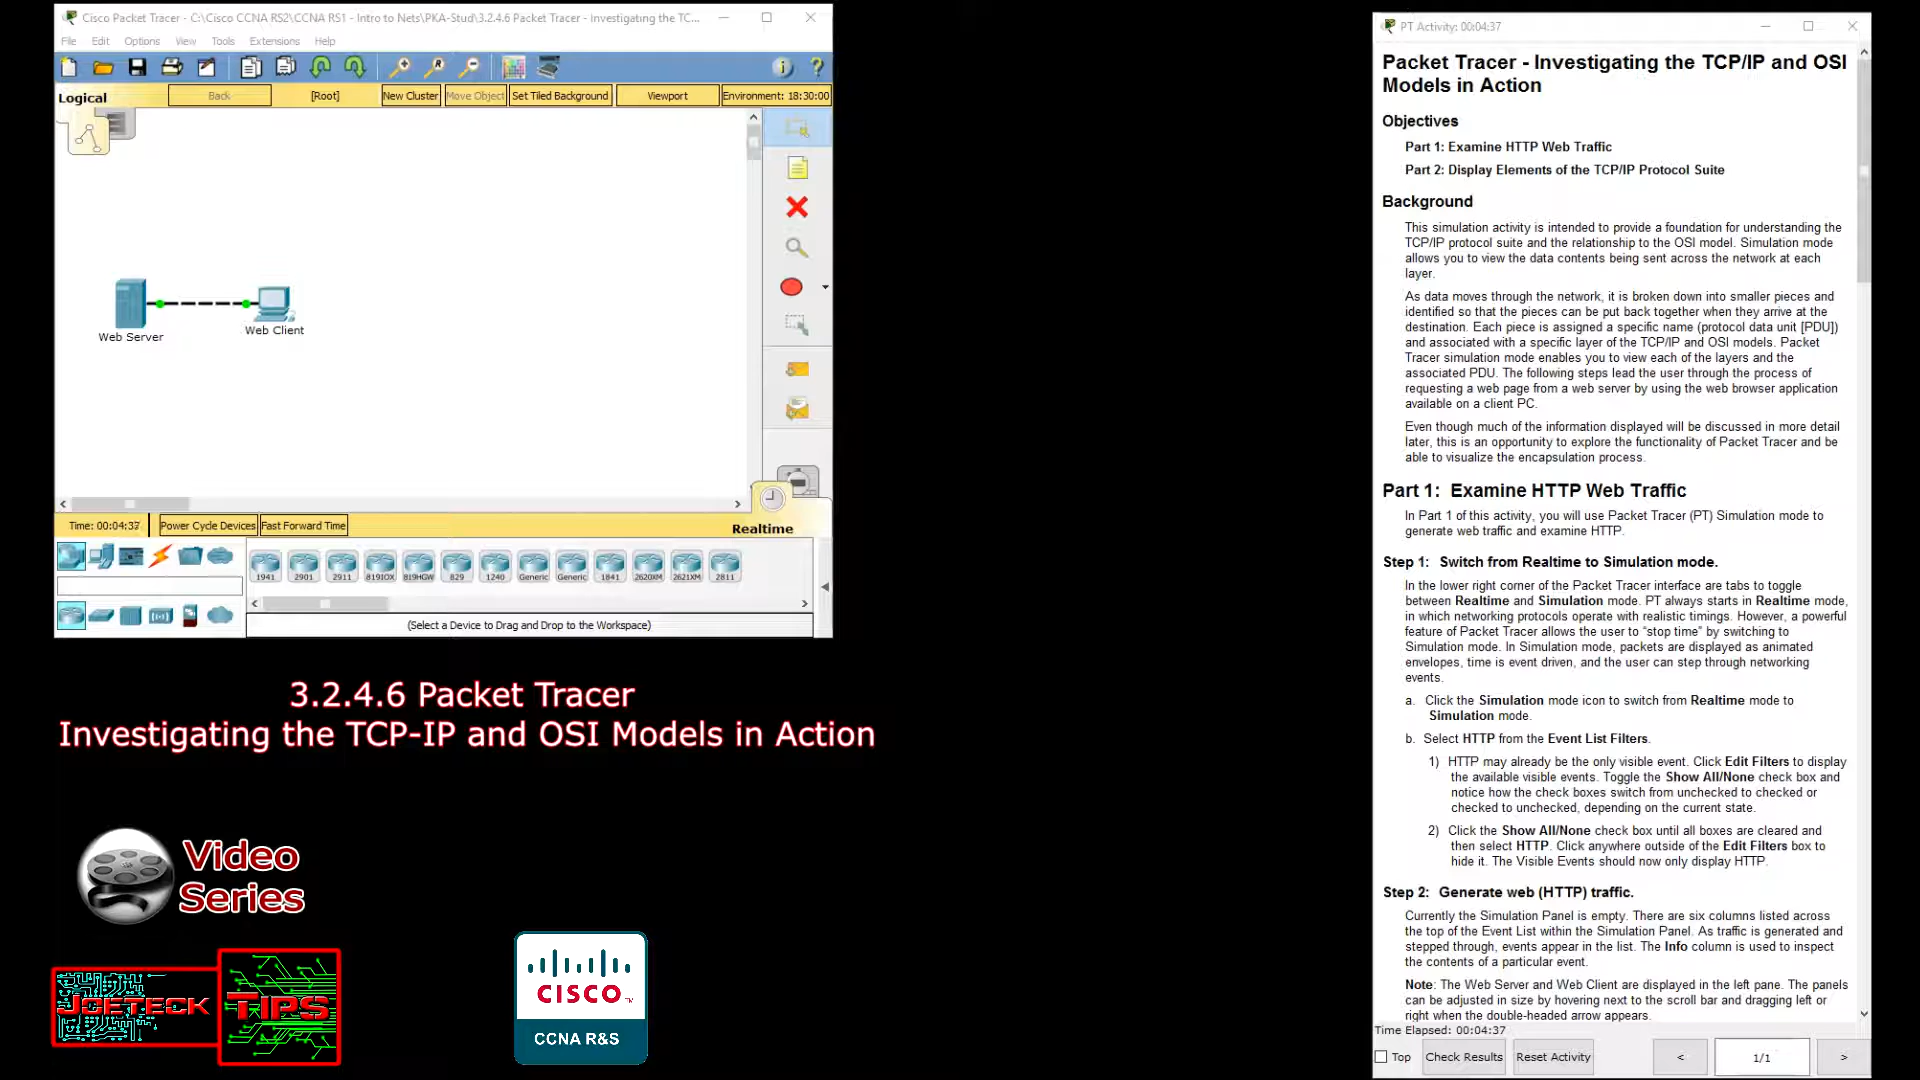 Cisco Packet Tracer - C:\Cisco CCNA RS2\CCNA RS1 - Intro to Nets\PKA-Stud\3.2.4.6 Packet Tracer - Investigating the TC...
File Edit Options View Tools Extensions Help
Logical Back [Root] New Cluster Move Object Set Tiled Background Viewport Environment: 18:30:00
Web Server
Web Client
Time: 00:04:37 Power Cycle Devices Fast Forward Time Realtime
1941 2901 2911 819IOX 819HGW 829 1240 Generic Generic 1841 2620XM 2621XM 2811
(Select a Device to Drag and Drop to the Workspace)
3.2.4.6 Packet Tracer
Investigating the TCP-IP and OSI Models in Action
Video
Series
JOETECK TIPS
CISCO™
CCNA R&S
PT Activity: 00:04:37
Packet Tracer - Investigating the TCP/IP and OSI
Models in Action
Objectives
Part 1: Examine HTTP Web Traffic
Part 2: Display Elements of the TCP/IP Protocol Suite
Background
This simulation activity is intended to provide a foundation for understanding the
TCP/IP protocol suite and the relationship to the OSI model. Simulation mode
allows you to view the data contents being sent across the network at each
layer.
As data moves through the network, it is broken down into smaller pieces and
identified so that the pieces can be put back together when they arrive at the
destination. Each piece is assigned a specific name (protocol data unit [PDU])
and associated with a specific layer of the TCP/IP and OSI models. Packet
Tracer simulation mode enables you to view each of the layers and the
associated PDU. The following steps lead the user through the process of
requesting a web page from a web server by using the web browser application
available on a client PC.
Even though much of the information displayed will be discussed in more detail
later, this is an opportunity to explore the functionality of Packet Tracer and be
able to visualize the encapsulation process.
Part 1: Examine HTTP Web Traffic
In Part 1 of this activity, you will use Packet Tracer (PT) Simulation mode to
generate web traffic and examine HTTP.
Step 1: Switch from Realtime to Simulation mode.
In the lower right corner of the Packet Tracer interface are tabs to toggle
between Realtime and Simulation mode. PT always starts in Realtime mode,
in which networking protocols operate with realistic timings. However, a powerful
feature of Packet Tracer allows the user to “stop time” by switching to
Simulation mode. In Simulation mode, packets are displayed as animated
envelopes, time is event driven, and the user can step through networking
events.
a. Click the Simulation mode icon to switch from Realtime mode to
Simulation mode.
b. Select HTTP from the Event List Filters.
1) HTTP may already be the only visible event. Click Edit Filters to display
the available visible events. Toggle the Show All/None check box and
notice how the check boxes switch from unchecked to checked or
checked to unchecked, depending on the current state.
2) Click the Show All/None check box until all boxes are cleared and
then select HTTP. Click anywhere outside of the Edit Filters box to
hide it. The Visible Events should now only display HTTP.
Step 2: Generate web (HTTP) traffic.
Currently the Simulation Panel is empty. There are six columns listed across
the top of the Event List within the Simulation Panel. As traffic is generated and
stepped through, events appear in the list. The Info column is used to inspect
the contents of a particular event.
Note: The Web Server and Web Client are displayed in the left pane. The panels
can be adjusted in size by hovering next to the scroll bar and dragging left or
right when the double-headed arrow appears.
Time Elapsed: 00:04:37
Top Check Results Reset Activity < 1/1 >